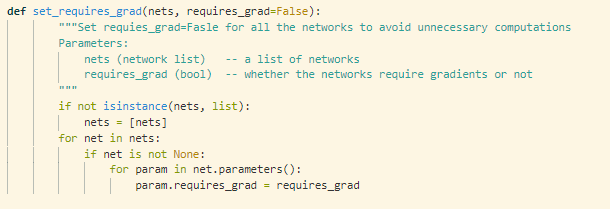 def set_requires_grad(nets, requires_grad=False):
"""Set requies_grad=Fasle for all the networks to avoid unnecessary computations
Parameters:
nets (network list)   -- a list of networks
requires_grad (bool)  -- whether the networks require gradients or not
"""
if not isinstance(nets, list):
nets = [nets]
for net in nets:
if net is not None:
for param in net.parameters():
param.requires_grad = requires_grad